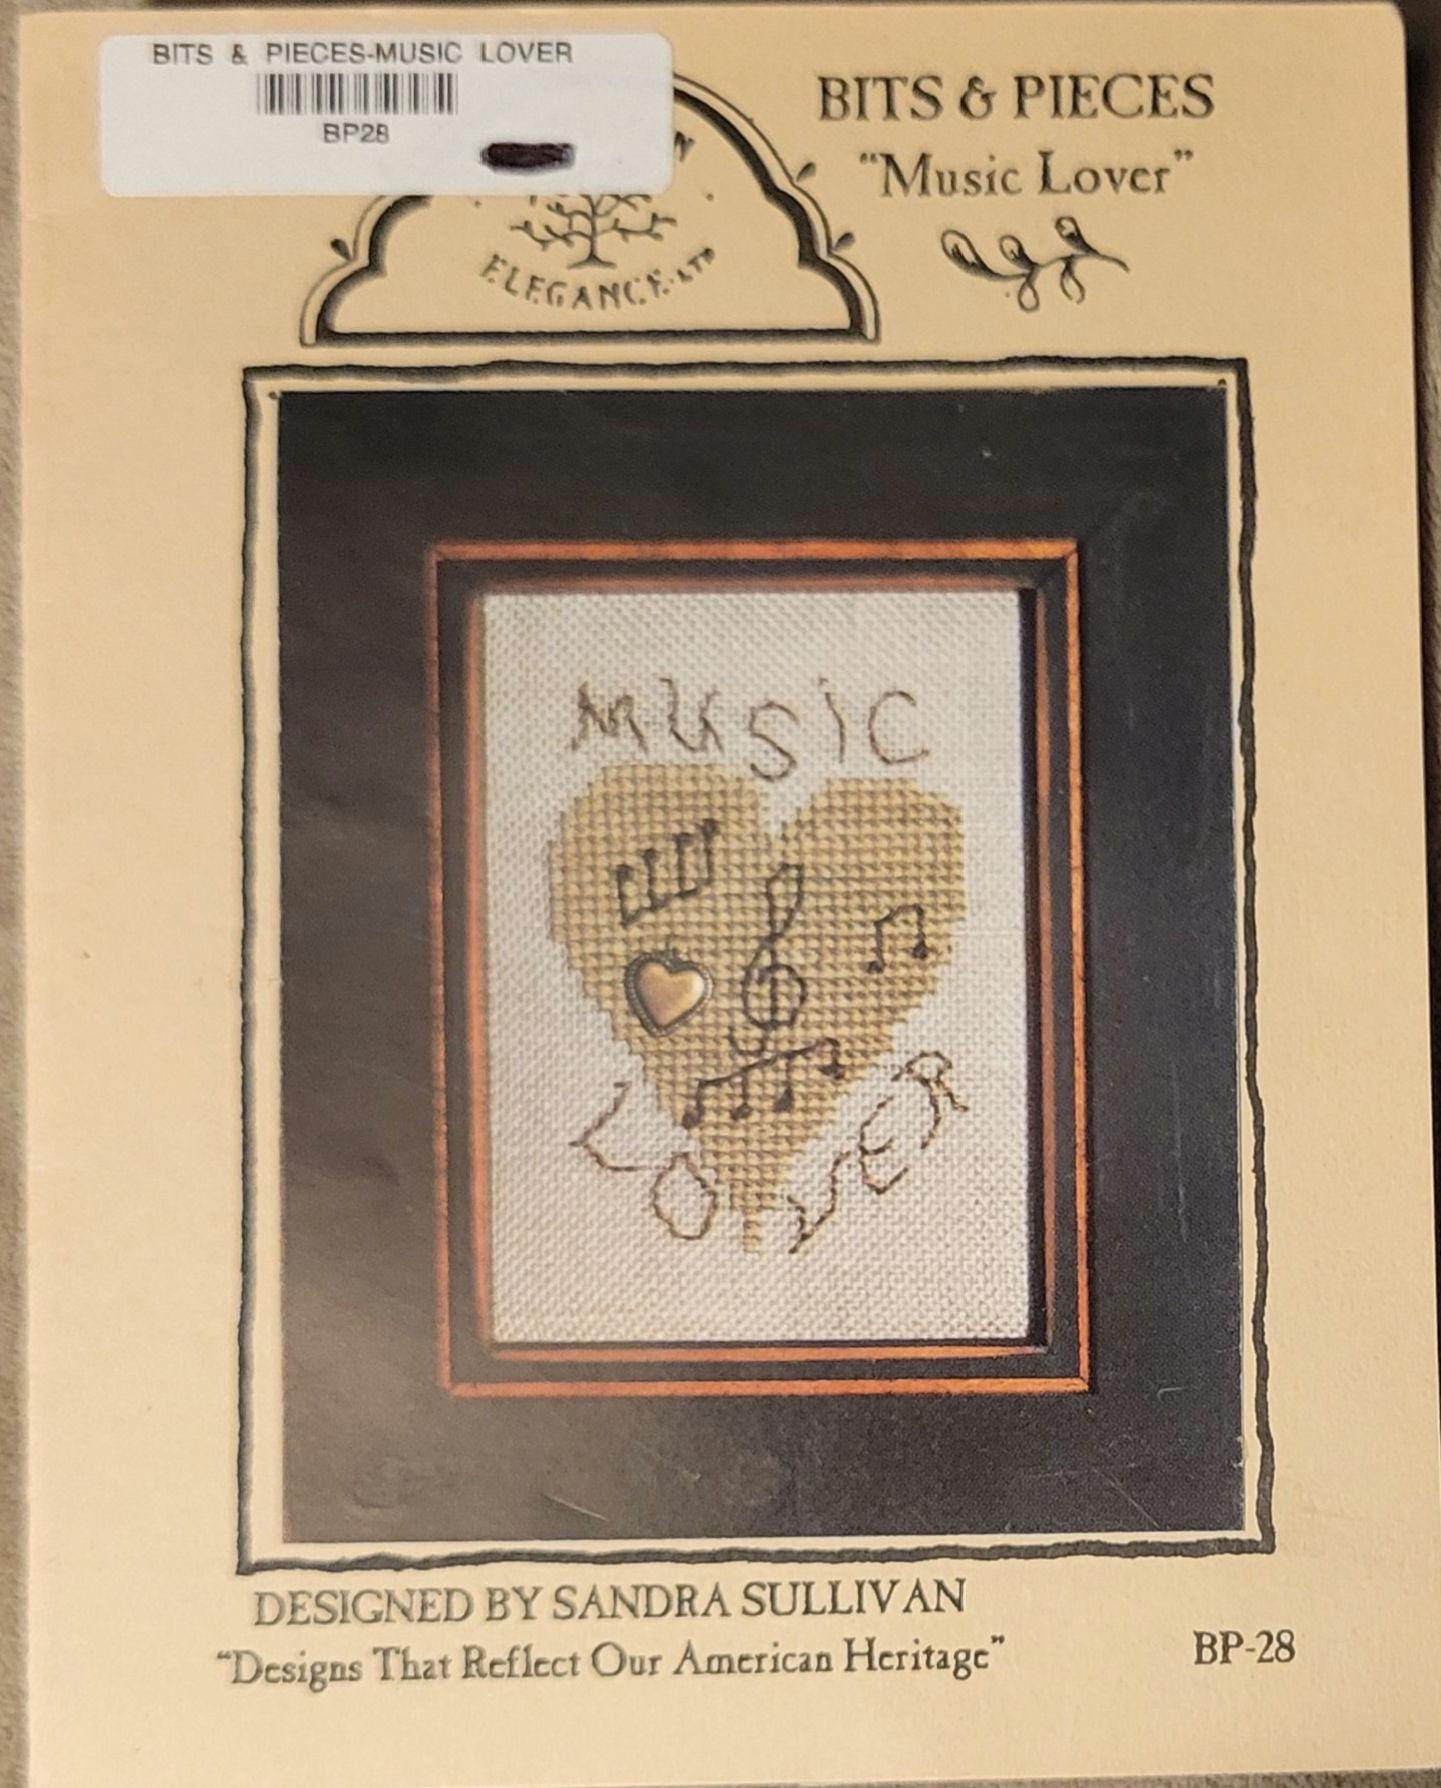 BITS & PIECES-MUSIC LOVER
BP28
ELEGANCE LTD
BITS & PIECES
"Music Lover"
MUSiC
LOVER
DESIGNED BY SANDRA SULLIVAN
"Designs That Reflect Our American Heritage"
BP-28